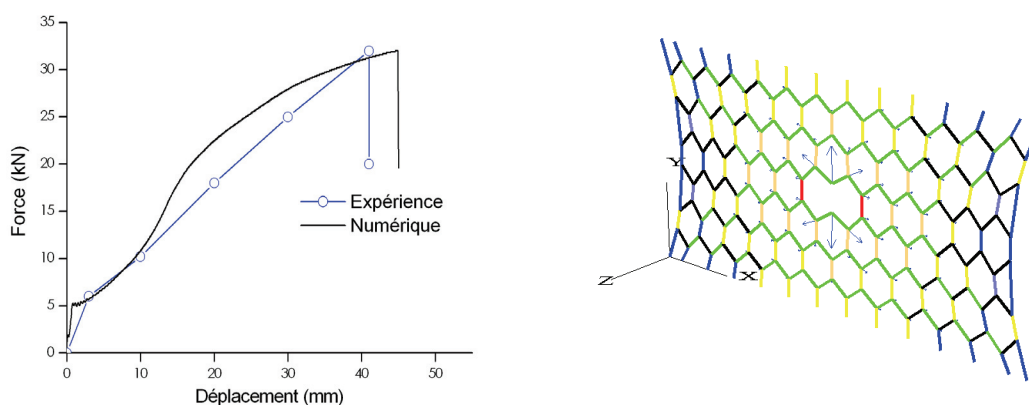 35
30
25
20
15
10
5
0
Force (kN)
Expérience
Numérique
0 10 20 30 40 50
Déplacement (mm)
Y
Z
X